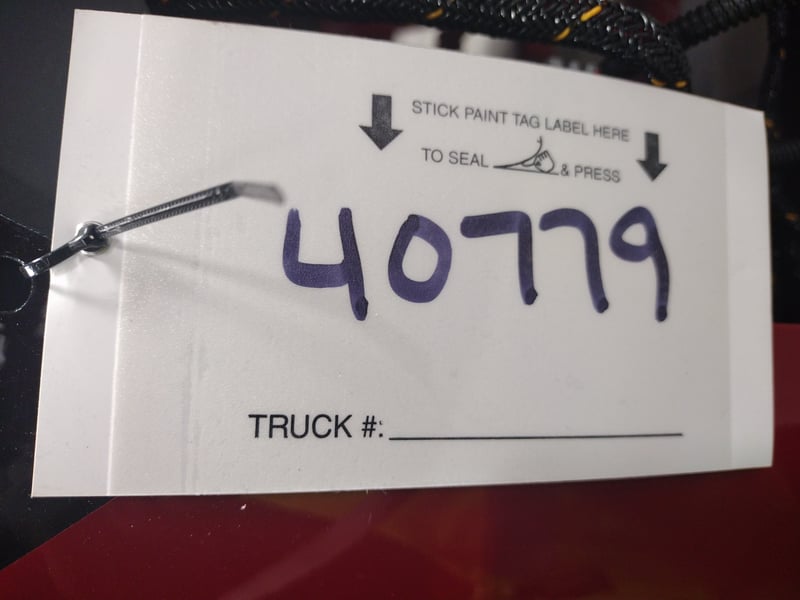 STICK PAINT TAG LABEL HERE
TO SEAL & PRESS
40779
TRUCK #: